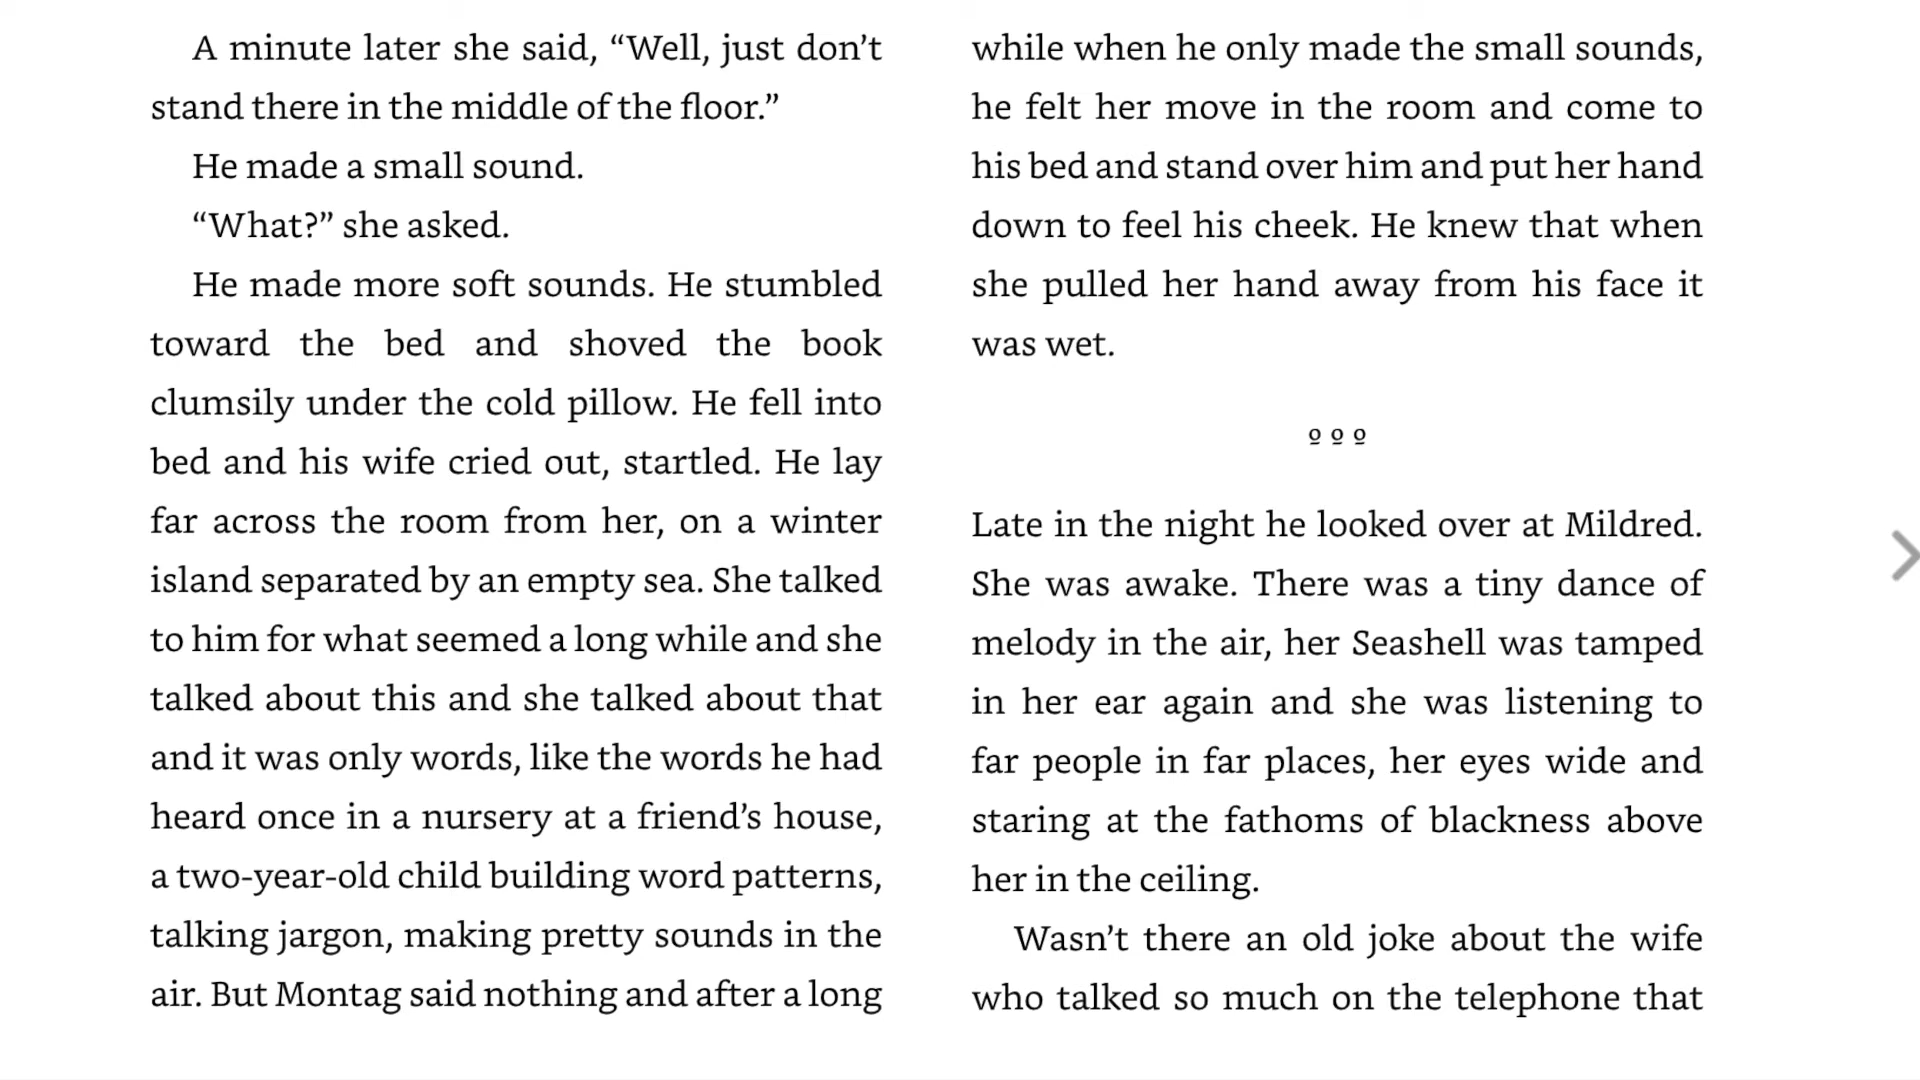 A minute later she said, “Well, just don’t
stand there in the middle of the floor.”
He made a small sound.
“What?” she asked.
He made more soft sounds. He stumbled
toward the bed and shoved the book
clumsily under the cold pillow. He fell into
bed and his wife cried out, startled. He lay
far across the room from her, on a winter
island separated by an empty sea. She talked
to him for what seemed a long while and she
talked about this and she talked about that
and it was only words, like the words he had
heard once in a nursery at a friend’s house,
a two-year-old child building word patterns,
talking jargon, making pretty sounds in the
air. But Montag said nothing and after a long
while when he only made the small sounds,
he felt her move in the room and come to
his bed and stand over him and put her hand
down to feel his cheek. He knew that when
she pulled her hand away from his face it
was wet.
º º º
Late in the night he looked over at Mildred.
She was awake. There was a tiny dance of
melody in the air, her Seashell was tamped
in her ear again and she was listening to
far people in far places, her eyes wide and
staring at the fathoms of blackness above
her in the ceiling.
Wasn’t there an old joke about the wife
who talked so much on the telephone that